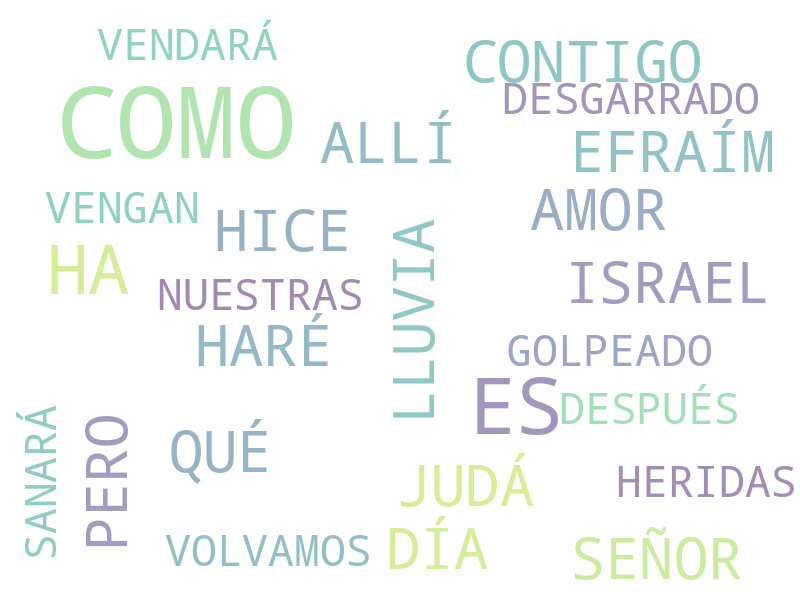 VENDARÁ
CONTIGO
COMO
DESGARRADO
ALLÍ
EFRAÍM
VENGAN
HICE
AMOR
HA
NUESTRAS
LLUVIA
ISRAEL
HARÉ
GOLPEADO
ES
DESPUÉS
SANARÁ
PERO
QUÉ
JUDÁ
HERIDAS
VOLVAMOS
DÍA
SEÑOR